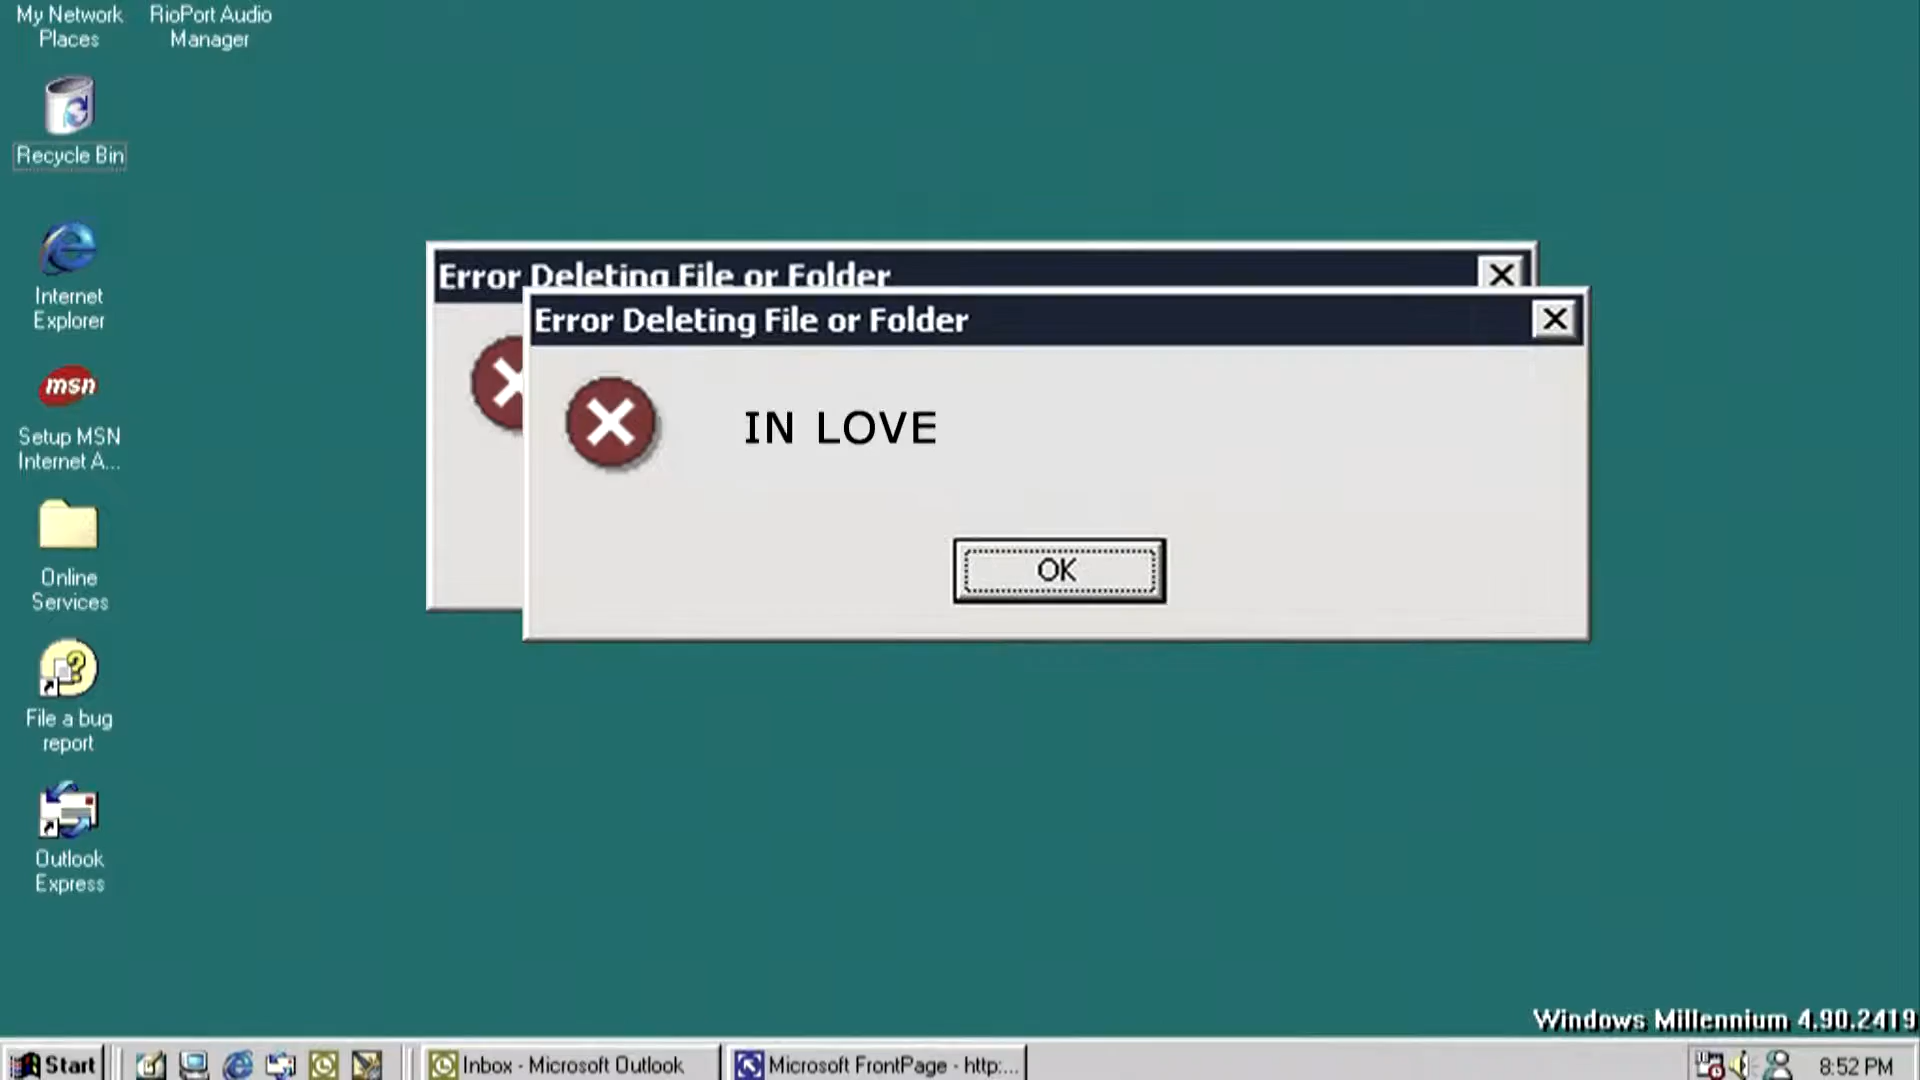 My Network
Places
RioPort Audio
Manager
Recycle Bin
Internet
Explorer
msn
Setup MSN
Internet A...
Online
Services
File a bug
report
Outlook
Express
Error Deleting File or Folder
Error Deleting File or Folder
IN LOVE
OK
Windows Millennium 4.90.2419
Start
Inbox - Microsoft Outlook
Microsoft FrontPage - http:...
8:52 PM